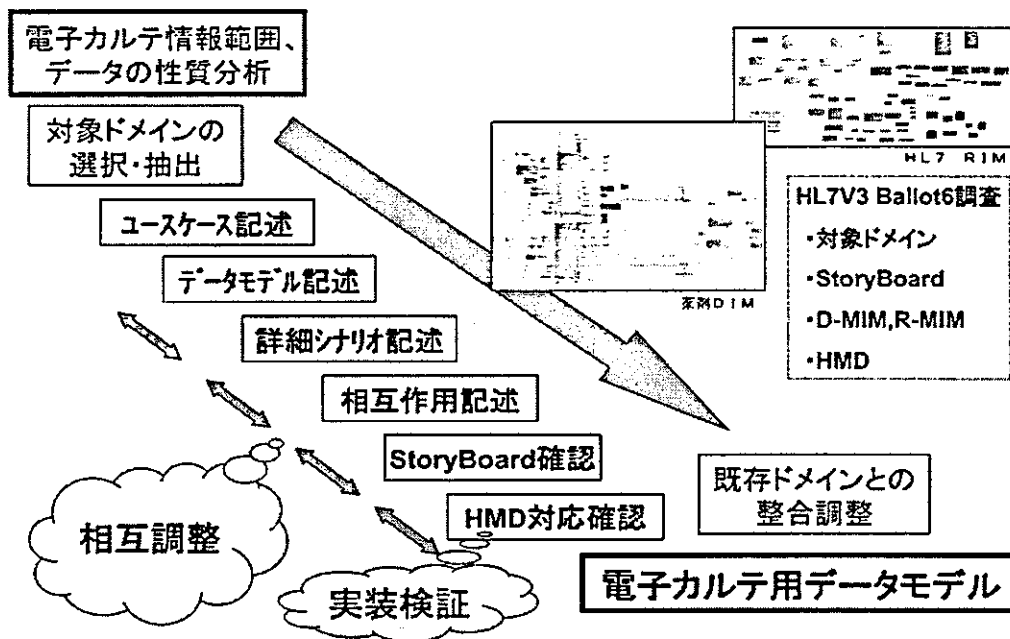 電子カルテ情報範囲、
データの性質分析
対象ドメインの
選択・抽出
ユースケース記述
データモデル記述
詳細シナリオ記述
相互作用記述
StoryBoard確認
HMD対応確認
相互調整
実装検証
HL7 RIM
薬剤DIM
HL7V3 Ballot6調査
・対象ドメイン
・StoryBoard
・D-MIM,R-MIM
・HMD
既存ドメインとの
整合調整
電子カルテ用データモデル